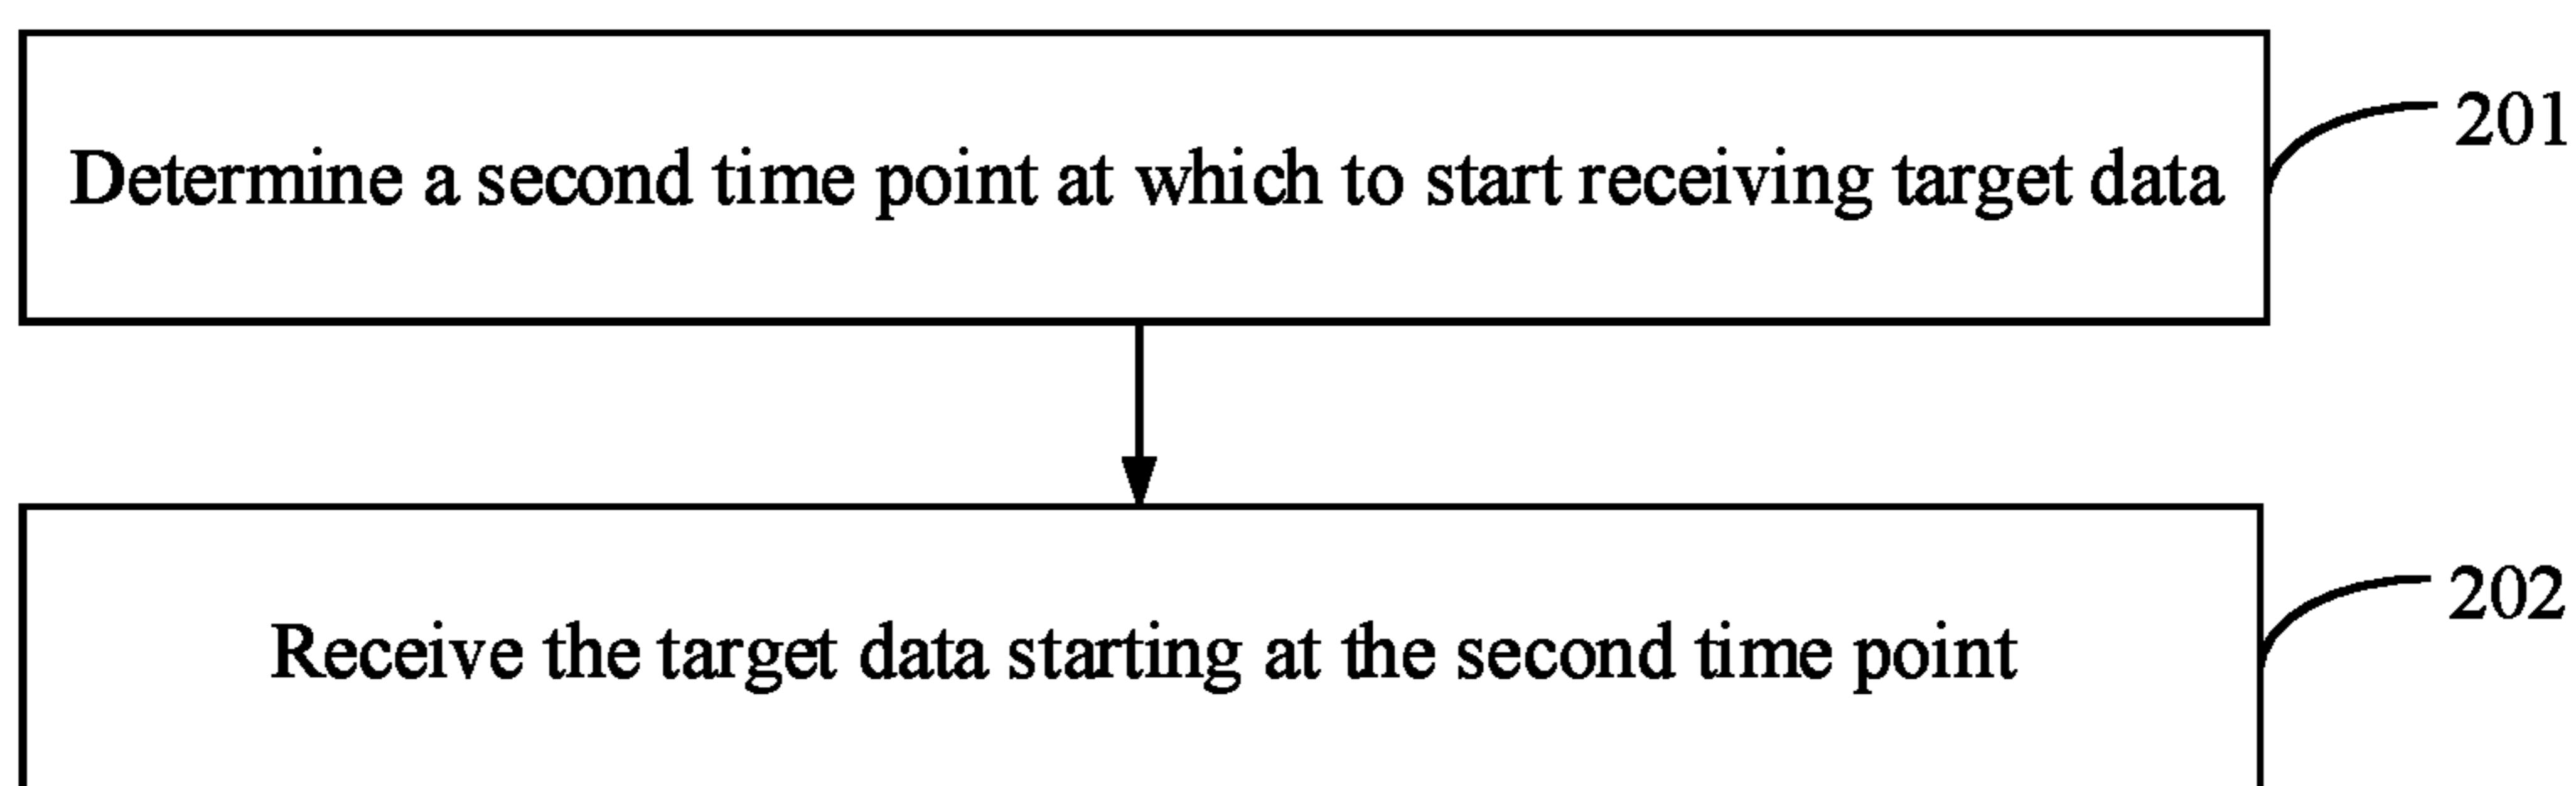 Determine a second time point at which to start receiving target data
201
Receive the target data starting at the second time point
202